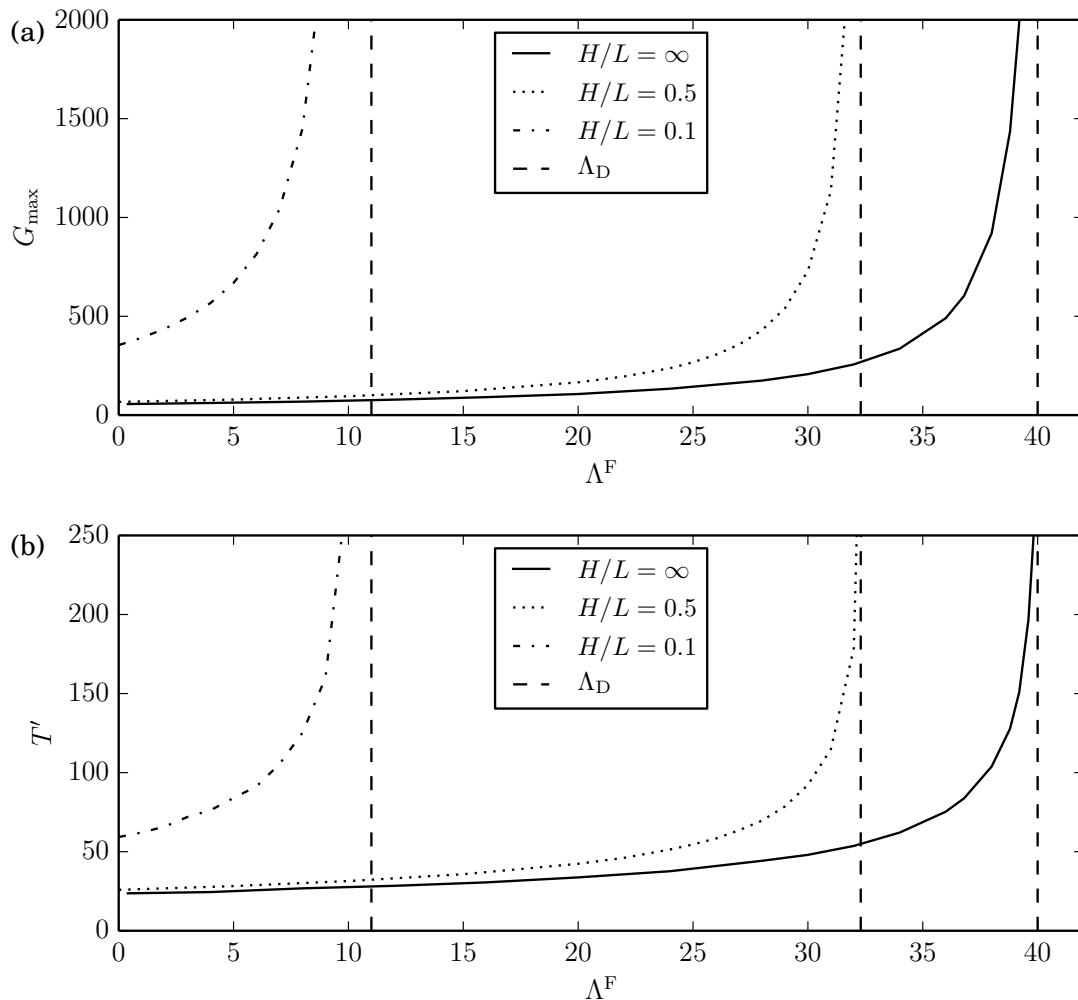 (a)
2000
1500
1000
500
0
G_max
H/L = ∞
H/L = 0.5
H/L = 0.1
Λ_D
0 5 10 15 20 25 30 35 40
Λ^F
(b)
250
200
150
100
50
0
T′
H/L = ∞
H/L = 0.5
H/L = 0.1
Λ_D
0 5 10 15 20 25 30 35 40
Λ^F